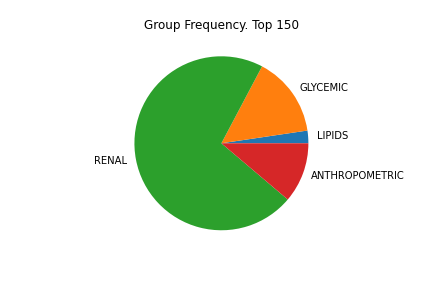 Group Frequency. Top 150
GLYCEMIC
LIPIDS
RENAL
ANTHROPOMETRIC